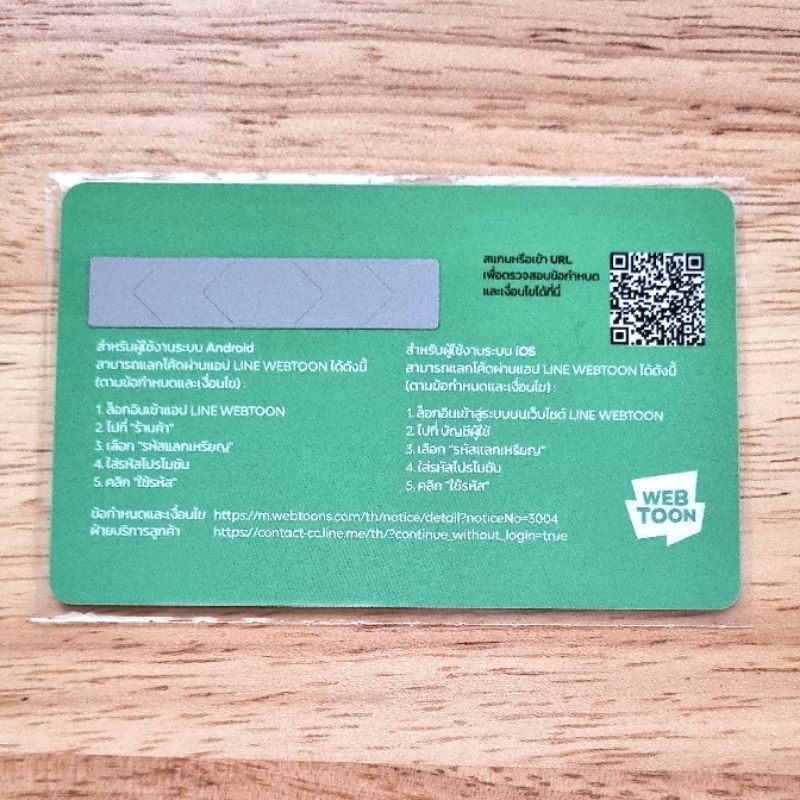 สแกนหรือเข้า URL
เพื่อตรวจสอบข้อกำหนด
และเงื่อนไขได้ที่นี่
สำหรับผู้ใช้งานระบบ Android
สามารถแลกโค้ดผ่านแอป LINE WEBTOON ได้ดังนี้
(ตามข้อกำหนดและเงื่อนไข) :
1. ล็อกอินเข้าแอป LINE WEBTOON
2. ไปที่ "ร้านค้า"
3. เลือก "รหัสแลกเหรียญ"
4. ใส่รหัสโปรโมชัน
5. คลิก "ใช้รหัส"
สำหรับผู้ใช้งานระบบ iOS
สามารถแลกโค้ดผ่านแอป LINE WEBTOON ได้ดังนี้
(ตามข้อกำหนดและเงื่อนไข) :
1. ล็อกอินเข้าสู่ระบบบนเว็บไซต์ LINE WEBTOON
2. ไปที่ บัญชีผู้ใช้
3. เลือก "รหัสแลกเหรียญ"
4. ใส่รหัสโปรโมชัน
5. คลิก "ใช้รหัส"
ข้อกำหนดและเงื่อนไข https://m.webtoons.com/th/notice/detail?noticeNo=3004
ฝ่ายบริการลูกค้า https://contact-cc.line.me/th/?continue_without_login=true
WEB
TOON